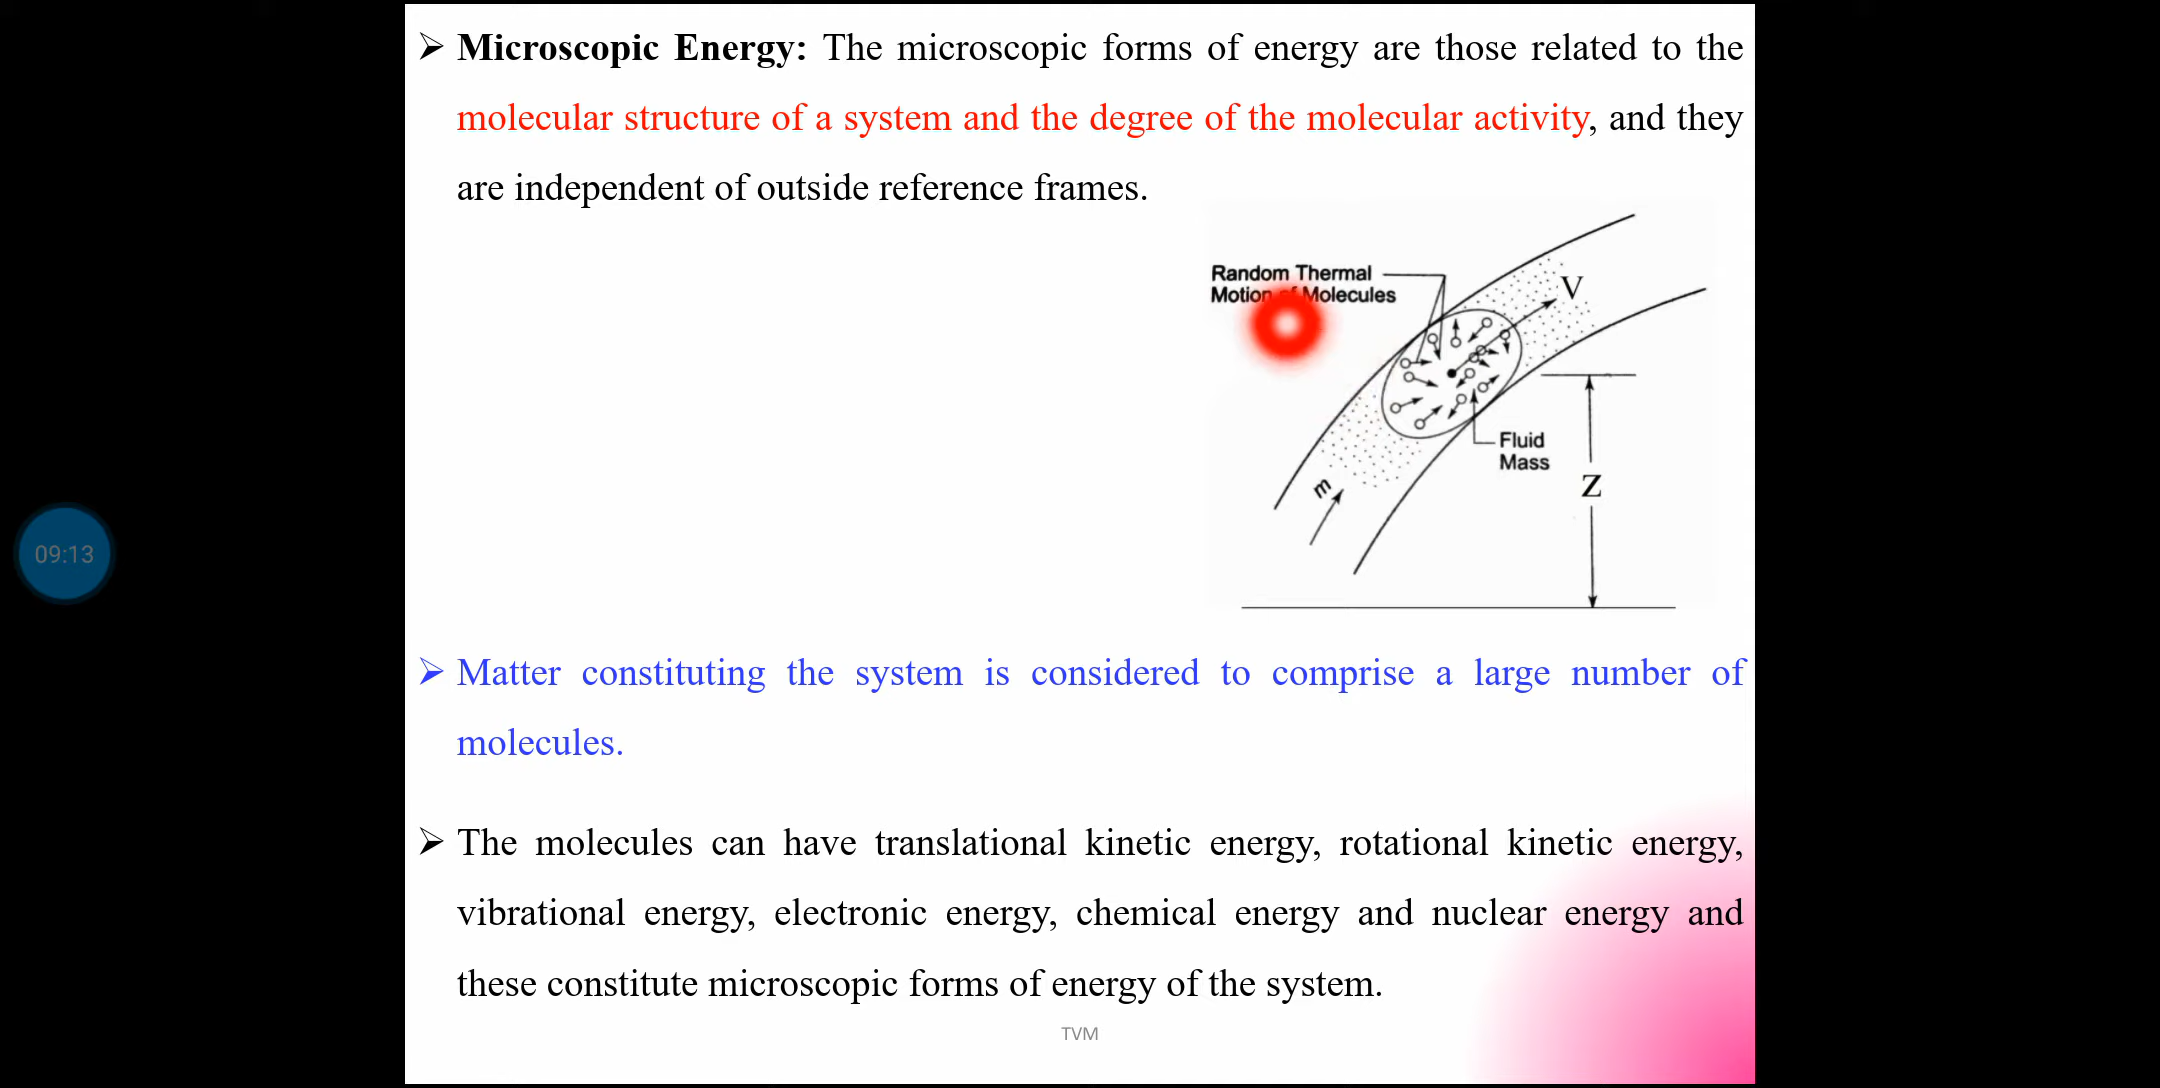 ➢ Microscopic Energy: The microscopic forms of energy are those related to the
molecular structure of a system and the degree of the molecular activity, and they
are independent of outside reference frames.
Random Thermal
Motion of Molecules
V
Fluid
Mass
Z
m
09:13
➢ Matter constituting the system is considered to comprise a large number of
molecules.
➢ The molecules can have translational kinetic energy, rotational kinetic energy,
vibrational energy, electronic energy, chemical energy and nuclear energy and
these constitute microscopic forms of energy of the system.
TVM